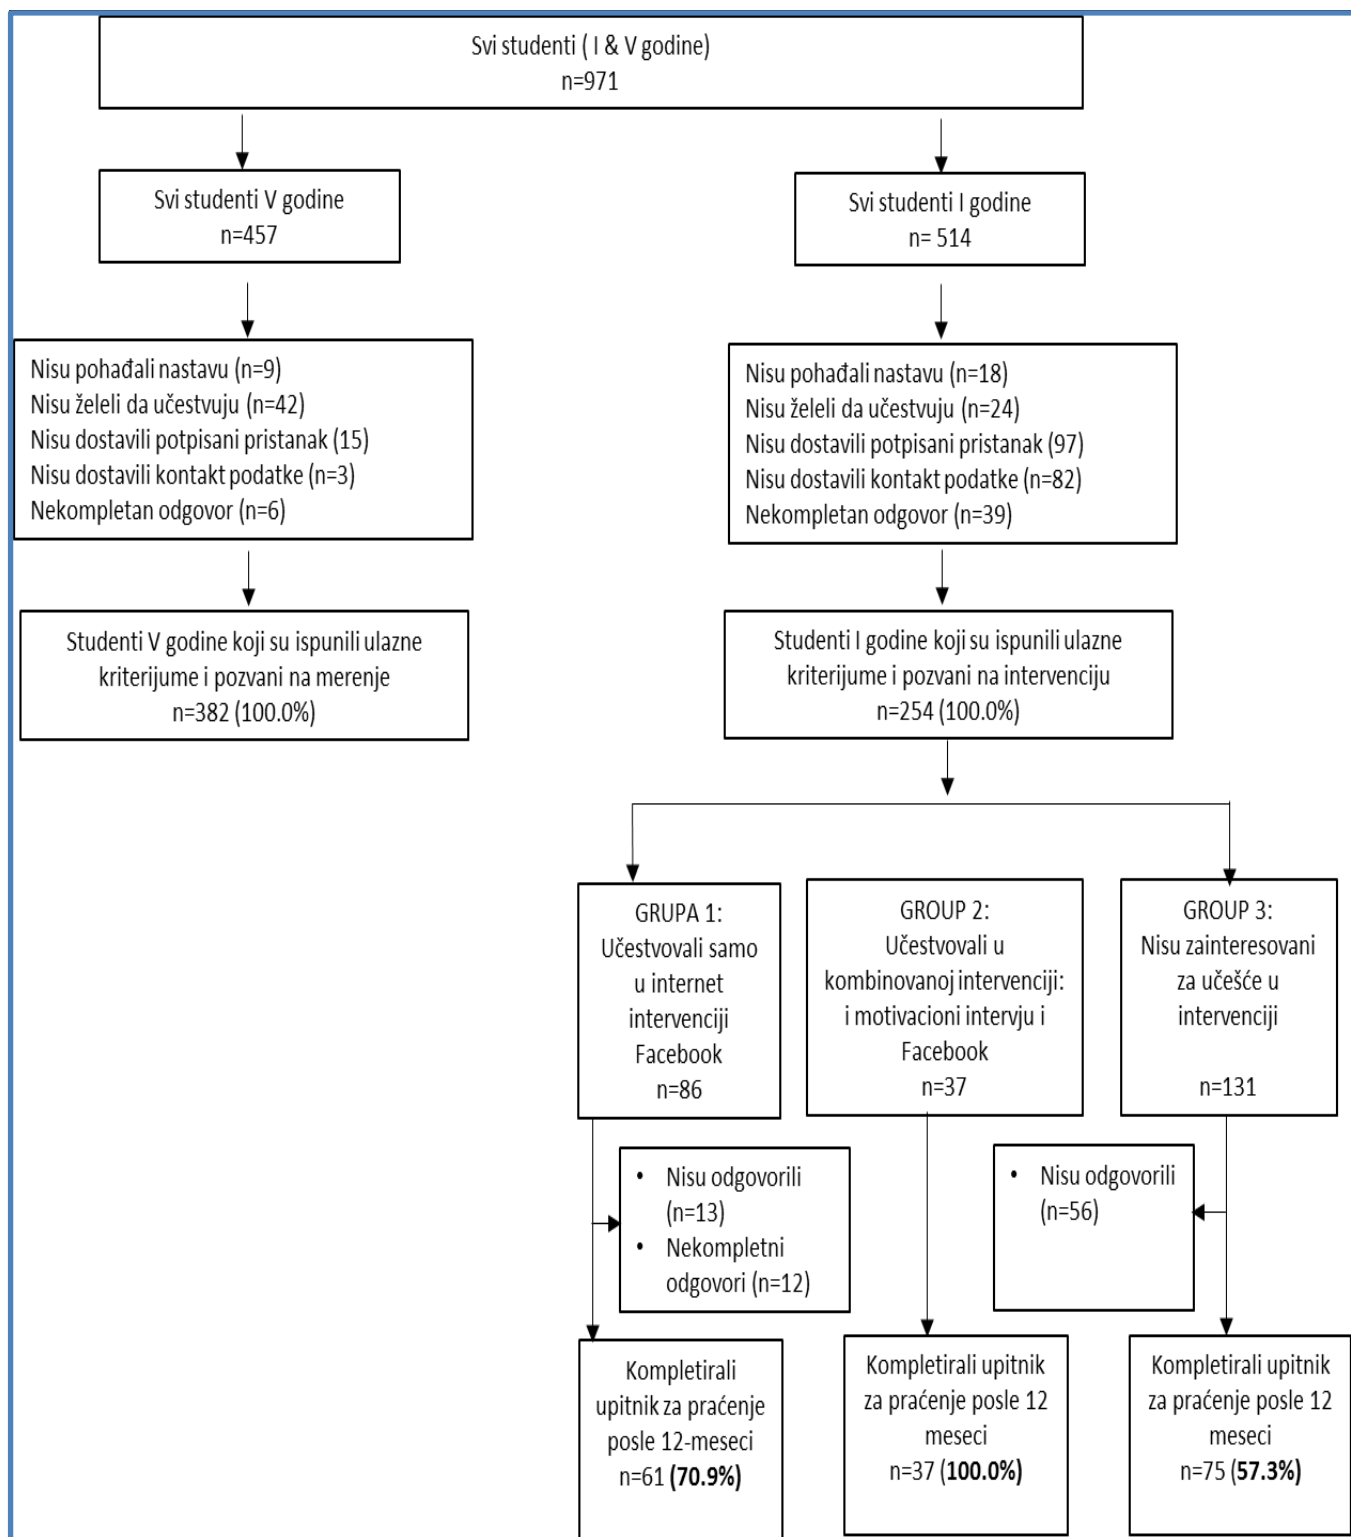 Svi studenti ( I & V godine)
n=971
Svi studenti V godine
n=457
Svi studenti I godine
n= 514
Nisu pohađali nastavu (n=9)
Nisu želeli da učestvuju (n=42)
Nisu dostavili potpisani pristanak (15)
Nisu dostavili kontakt podatke (n=3)
Nekompletan odgovor (n=6)
Nisu pohađali nastavu (n=18)
Nisu želeli da učestvuju (n=24)
Nisu dostavili potpisani pristanak (97)
Nisu dostavili kontakt podatke (n=82)
Nekompletan odgovor (n=39)
Studenti V godine koji su ispunili ulazne
kriterijume i pozvani na merenje
n=382 (100.0%)
Studenti I godine koji su ispunili ulazne
kriterijume i pozvani na intervenciju
n=254 (100.0%)
GRUPA 1:
Učestvovali samo
u internet
intervenciji
Facebook
n=86
GROUP 2:
Učestvovali u
kombinovanoj intervenciji:
i motivacioni intervju i
Facebook
n=37
GROUP 3:
Nisu zainteresovani
za učešće u
intervenciji
n=131
• Nisu odgovorili
(n=13)
• Nekompletni
odgovori (n=12)
• Nisu odgovorili
(n=56)
Kompletirali
upitnik za praćenje
posle 12-meseci
n=61 (70.9%)
Kompletirali upitnik
za praćenje posle 12
meseci
n=37 (100.0%)
Kompletirali upitnik
za praćenje posle 12
meseci
n=75 (57.3%)